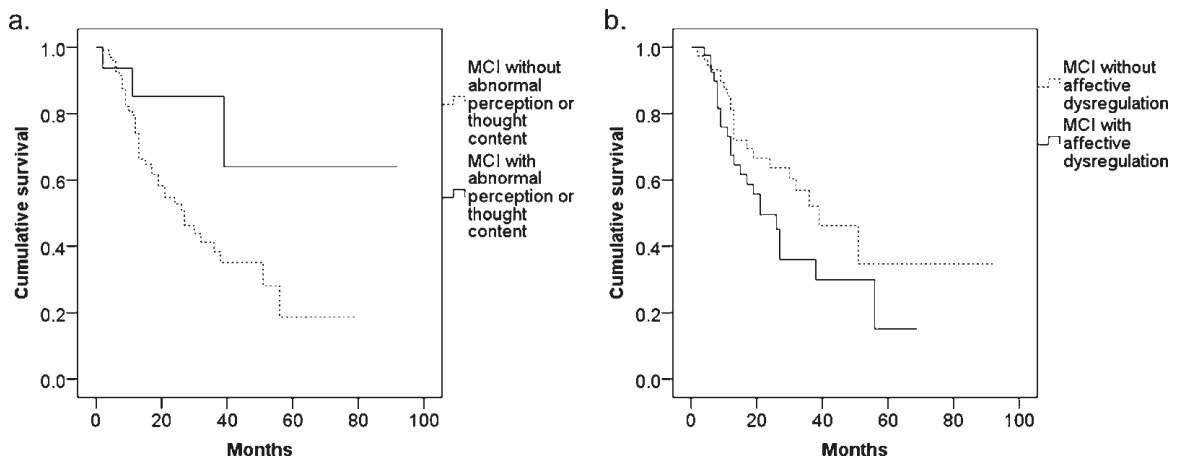 a.
1.0
0.8
0.6
0.4
0.2
0.0
Cumulative survival
0 20 40 60 80 100
Months
MCI without
abnormal
perception or
thought
content
MCI with
abnormal
perception or
thought
content
b.
1.0
0.8
0.6
0.4
0.2
0.0
Cumulative survival
0 20 40 60 80 100
Months
MCI without
affective
dysregulation
MCI with
affective
dysregulation